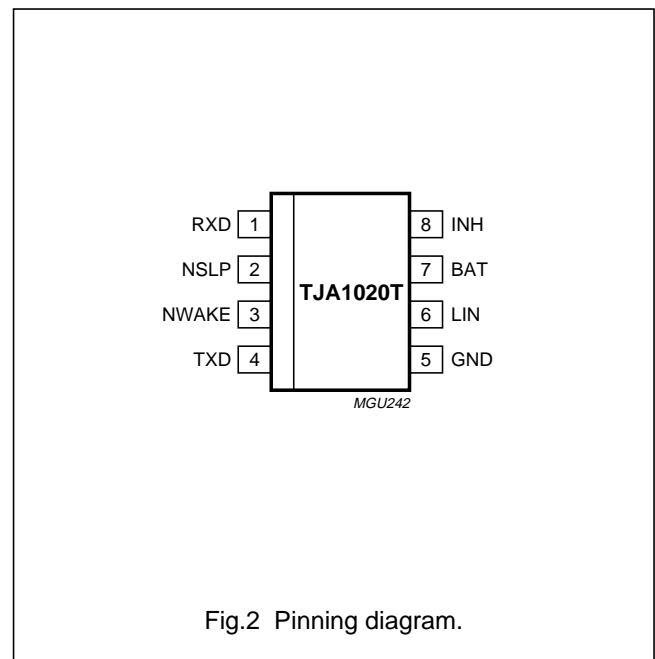 RXD 1 8 INH
NSLP 2 7 BAT
TJA1020T
NWAKE 3 6 LIN
TXD 4 5 GND
MGU242
Fig.2 Pinning diagram.